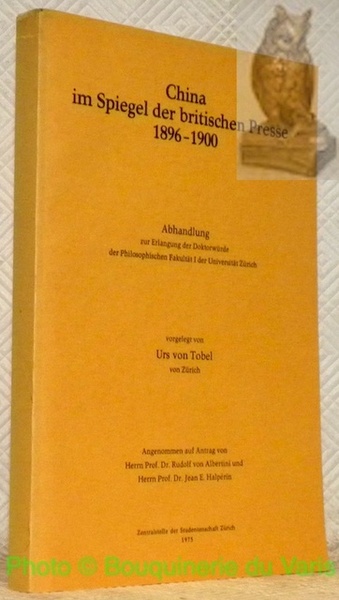 China
im Spiegel der britischen Presse
1896–1900
Abhandlung
zur Erlangung der Doktorwürde
der Philosophischen Fakultät I der Universität Zürich
vorgelegt von
Urs von Tobel
von Zürich
Angenommen auf Antrag von
Herrn Prof. Dr. Rudolf von Albertini und
Herrn Prof. Dr. Jean E. Halpérin
Zentralstelle der Studentenschaft Zürich
1975
Photo © Bouquinerie du Varis